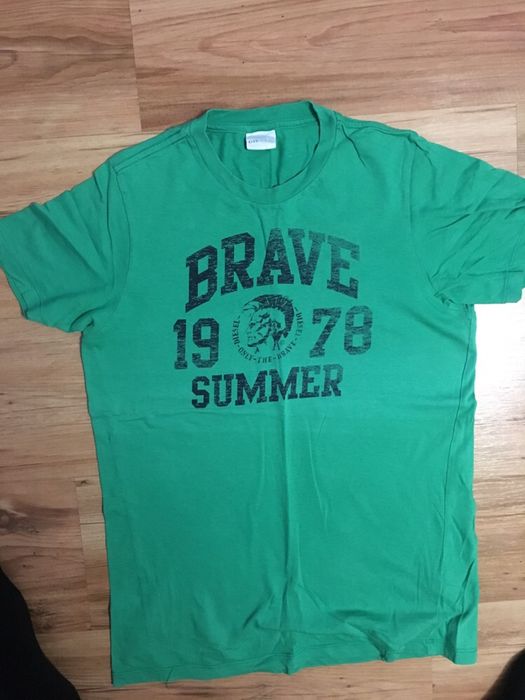 BRAVE
19 78
DIESEL
DIESEL
ONLY-THE-BRAVE
SUMMER